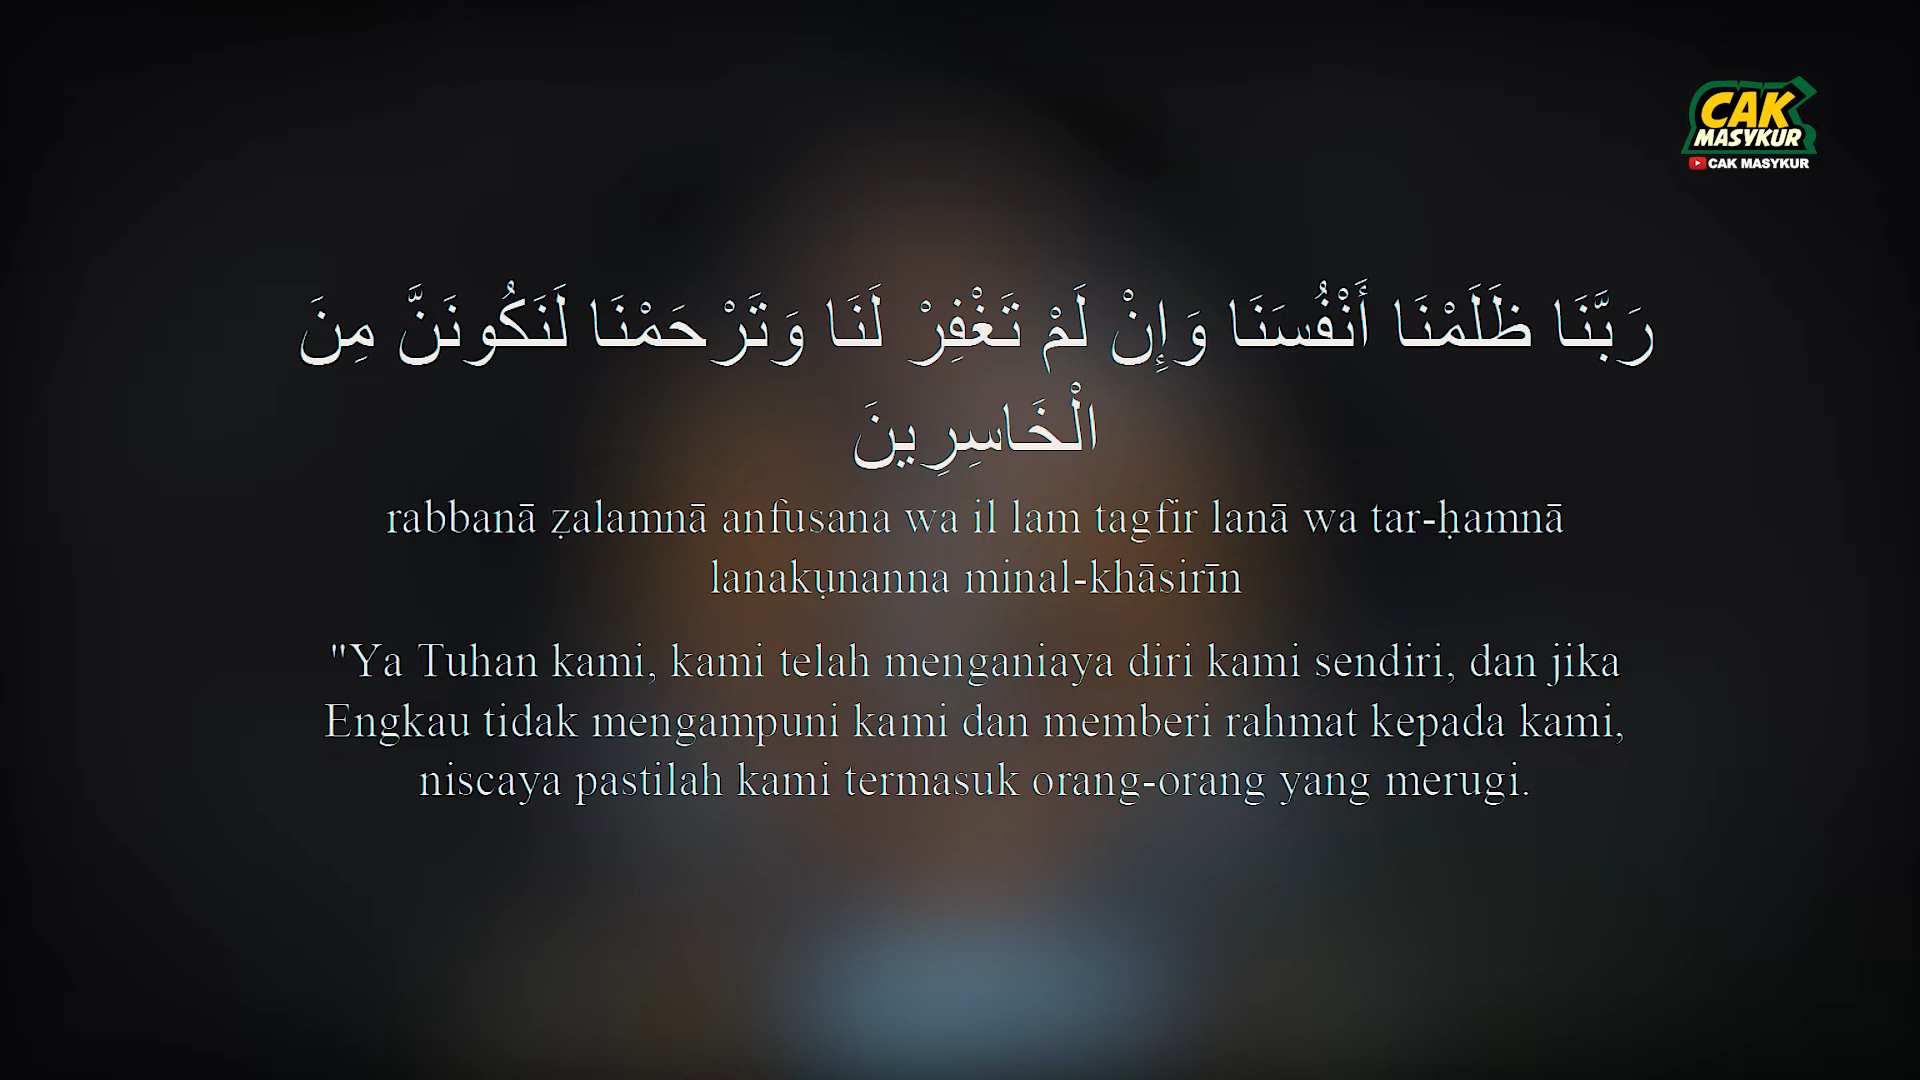 CAK
MASYKUR
CAK MASYKUR
رَبَّنَا ظَلَمْنَا أَنْفُسَنَا وَإِنْ لَمْ تَغْفِرْ لَنَا وَتَرْحَمْنَا لَنَكُونَنَّ مِنَ
الْخَاسِرِينَ
rabbanā ẓalamnā anfusana wa il lam tagfir lanā wa tar-ḥamnā
lanakụnanna minal-khāsirīn
"Ya Tuhan kami, kami telah menganiaya diri kami sendiri, dan jika
Engkau tidak mengampuni kami dan memberi rahmat kepada kami,
niscaya pastilah kami termasuk orang-orang yang merugi.